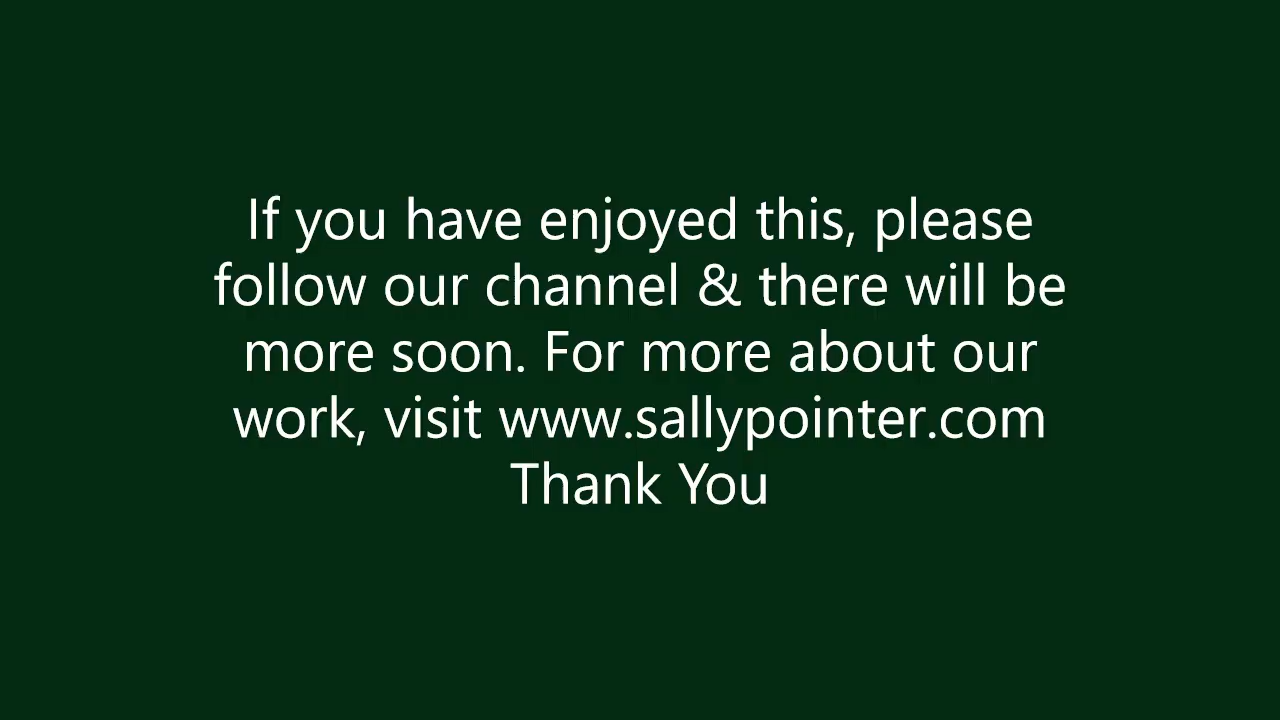 If you have enjoyed this, please
follow our channel & there will be
more soon. For more about our
work, visit www.sallypointer.com
Thank You